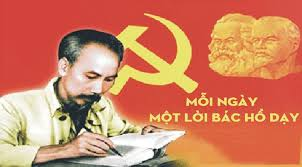 MỖI NGÀY
MỘT LỜI BÁC HỒ DẠY